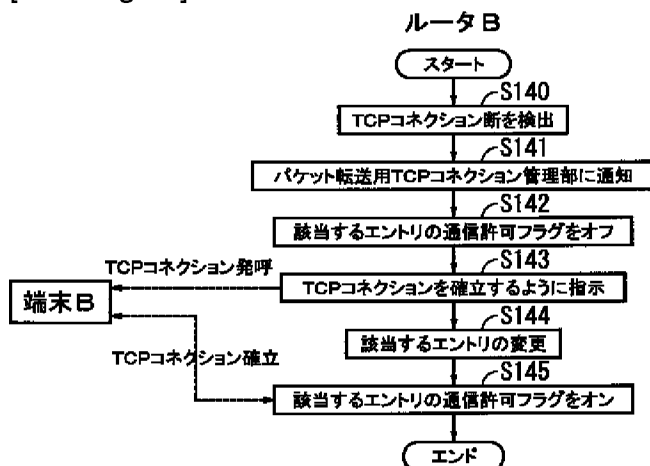 ルータB
スタート
S140
TCPコネクション断を検出
S141
パケット転送用TCPコネクション管理部に通知
S142
該当するエントリの通信許可フラグをオフ
S143
TCPコネクション発呼
TCPコネクションを確立するように指示
端末B
S144
該当するエントリの変更
TCPコネクション確立
S145
該当するエントリの通信許可フラグをオン
エンド